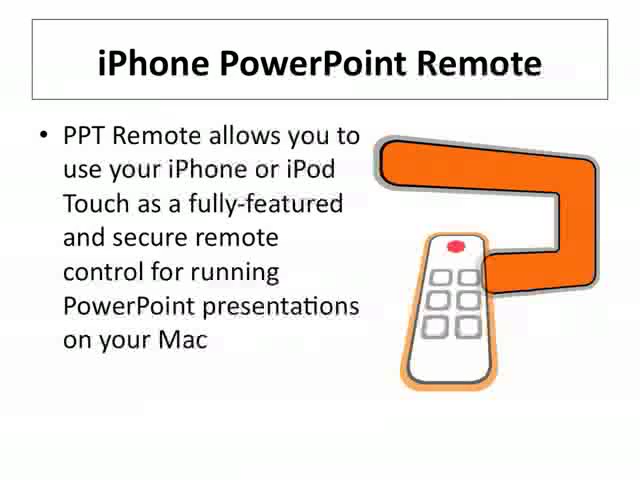 iPhone PowerPoint Remote
• PPT Remote allows you to
use your iPhone or iPod
Touch as a fully-featured
and secure remote
control for running
PowerPoint presentations
on your Mac